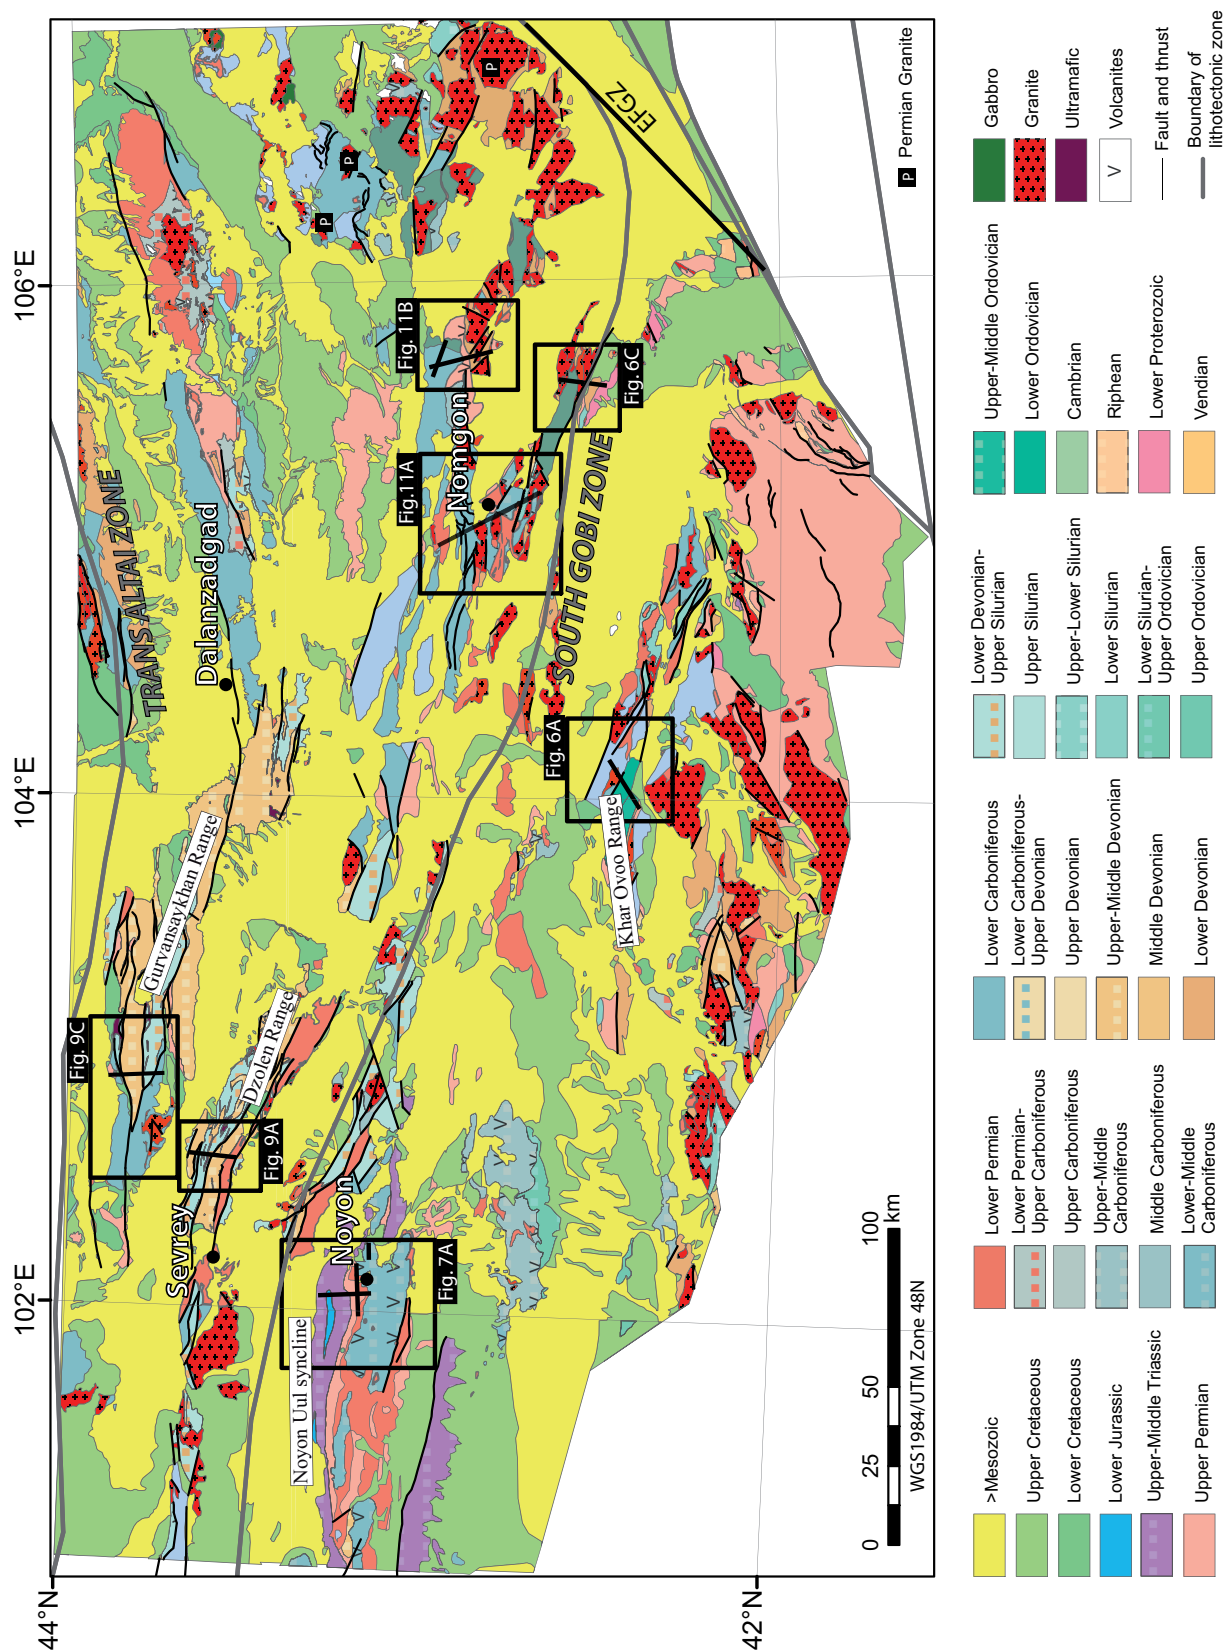 44°N
42°N
102°E
104°E
106°E
TRANS ALTAI ZONE
SOUTH GOBI ZONE
EFGZ
Fig. 9C
Fig. 9A
Fig. 7A
Fig. 6A
Fig.11A
Fig. 11B
Fig. 6C
Sevrey
Noyon
Dalanzadgad
Nomgon
Noyon Uul syncline
Dzolen Range
Gurvansaykhan Range
Khar Ovoo Range
P
P
P
P
V
V
V
V
V
V
V
0 25 50 100
km
WGS1984/UTM Zone 48N
P Permian Granite
>Mesozoic
Upper Cretaceous
Lower Cretaceous
Lower Jurassic
Upper-Middle Triassic
Upper Permian
Lower Permian
Lower Permian-
Upper Carboniferous
Upper Carboniferous
Upper-Middle
Carboniferous
Middle Carboniferous
Lower-Middle
Carboniferous
Lower Carboniferous
Lower Carboniferous-
Upper Devonian
Upper Devonian
Upper-Middle Devonian
Middle Devonian
Lower Devonian
Lower Devonian-
Upper Silurian
Upper Silurian
Upper-Lower Silurian
Lower Silurian
Lower Silurian-
Upper Ordovician
Upper Ordovician
Upper-Middle Ordovician
Lower Ordovician
Cambrian
Riphean
Lower Proterozoic
Vendian
Gabbro
Granite
Ultramafic
V Volcanites
Fault and thrust
Boundary of
lithotectonic zone